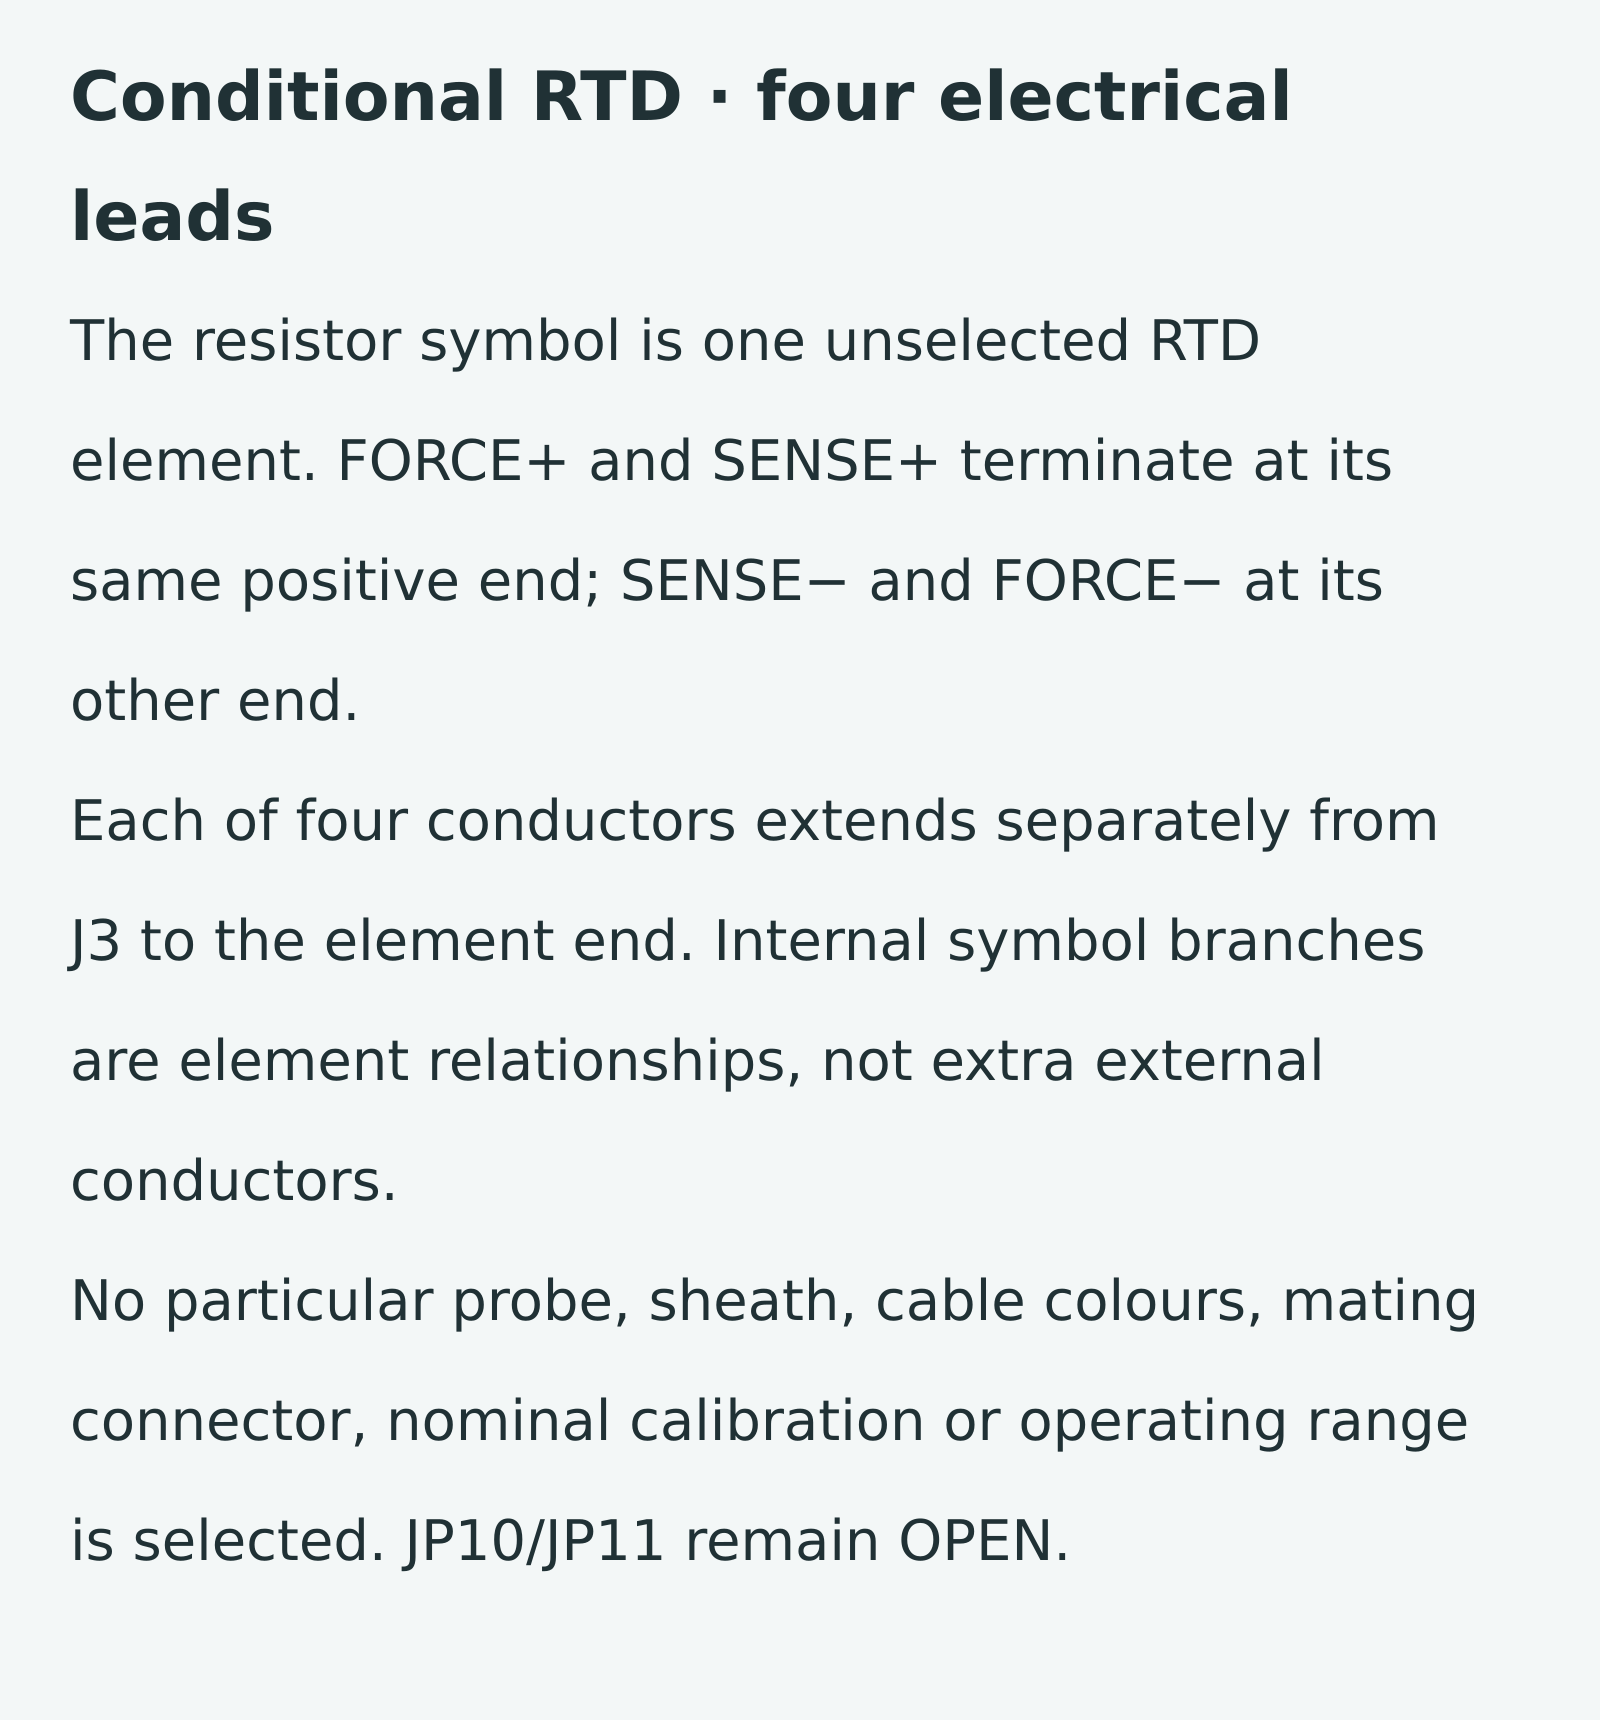 Conditional RTD · four electrical
leads
The resistor symbol is one unselected RTD
element. FORCE+ and SENSE+ terminate at its
same positive end; SENSE− and FORCE− at its
other end.
Each of four conductors extends separately from
J3 to the element end. Internal symbol branches
are element relationships, not extra external
conductors.
No particular probe, sheath, cable colours, mating
connector, nominal calibration or operating range
is selected. JP10/JP11 remain OPEN.